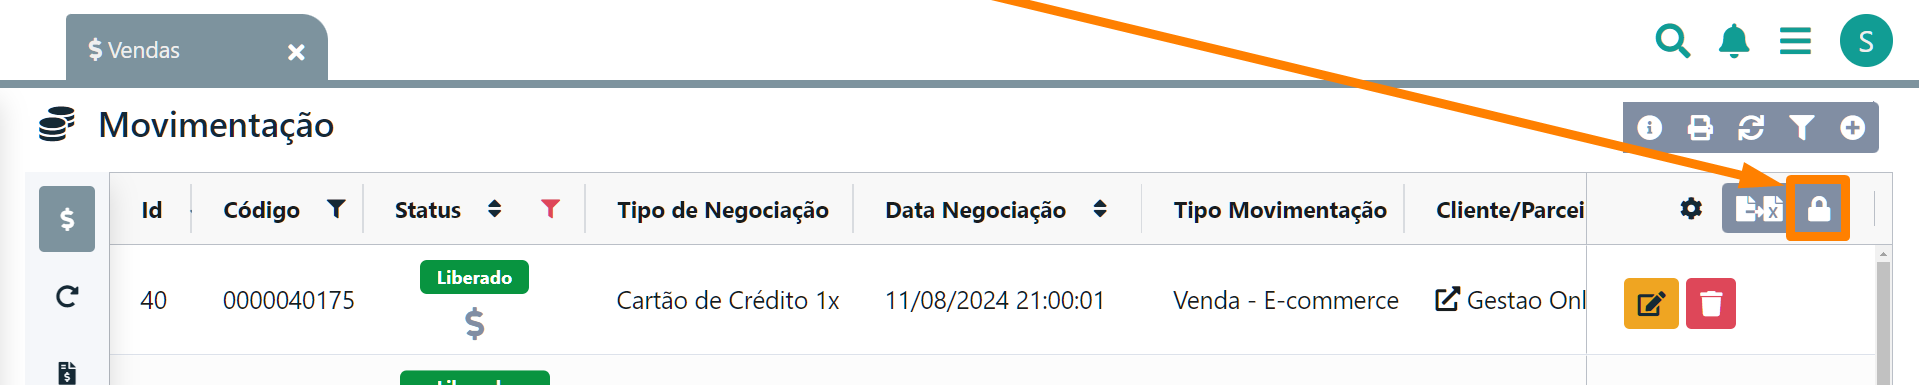 $ Vendas
S
Movimentação
Id Código Status Tipo de Negociação Data Negociação Tipo Movimentação Cliente/Parcei
Liberado
40 0000040175 Cartão de Crédito 1x 11/08/2024 21:00:01 Venda - E-commerce Gestao Onl